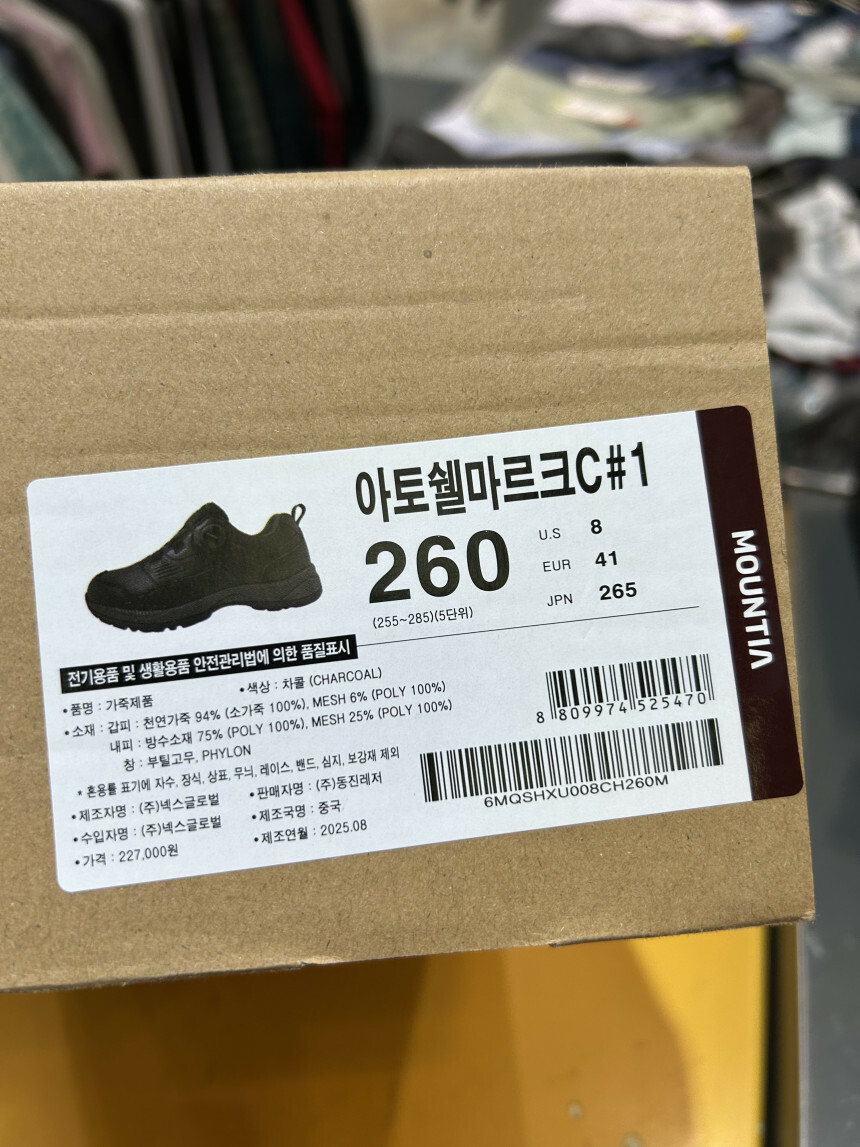 아토쉘마르크C#1
260
(255~285)(5단위)
U.S 8
EUR 41
JPN 265
MOUNTIA
전기용품 및 생활용품 안전관리법에 의한 품질표시
•품명 : 가죽제품 •색상 : 차콜 (CHARCOAL)
•소재 : 갑피 : 천연가죽 94% (소가죽 100%), MESH 6% (POLY 100%)
내피 : 방수소재 75% (POLY 100%), MESH 25% (POLY 100%)
창 : 부틸고무, PHYLON
* 혼용률 표기에 자수, 장식, 상표, 무늬, 레이스, 밴드, 심지, 보강재 제외
•제조자명 : (주)넥스글로벌 •판매자명 : (주)동진레저
•수입자명 : (주)넥스글로벌 •제조국명 : 중국
•가격 : 227,000원 •제조연월 : 2025.08
8 809974 525470
6MQSHXU008CH260M